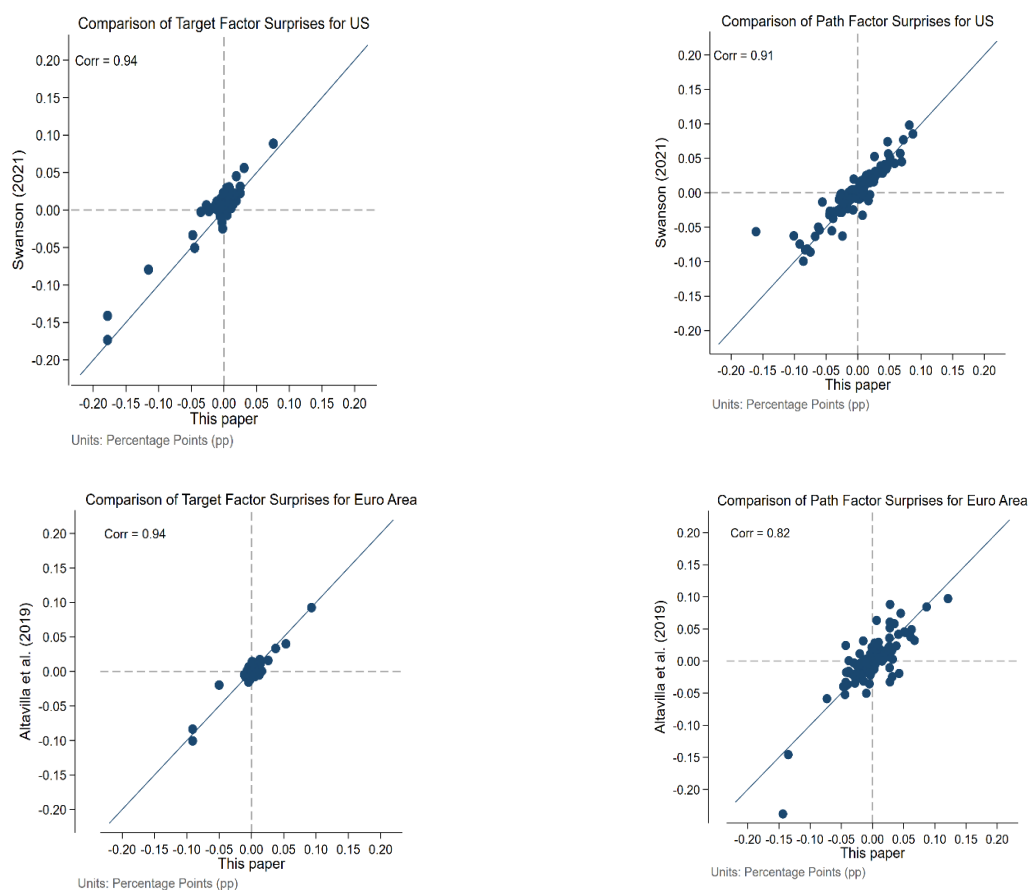 Comparison of Target Factor Surprises for US
Corr = 0.94
0.20
0.15
0.10
0.05
0.00
-0.05
-0.10
-0.15
-0.20
Swanson (2021)
-0.20 -0.15 -0.10 -0.05 0.00 0.05 0.10 0.15 0.20
This paper
Units: Percentage Points (pp)
Comparison of Path Factor Surprises for US
Corr = 0.91
0.20
0.15
0.10
0.05
0.00
-0.05
-0.10
-0.15
-0.20
Swanson (2021)
-0.20 -0.15 -0.10 -0.05 0.00 0.05 0.10 0.15 0.20
This paper
Units: Percentage Points (pp)
Comparison of Target Factor Surprises for Euro Area
Corr = 0.94
0.20
0.15
0.10
0.05
0.00
-0.05
-0.10
-0.15
-0.20
Altavilla et al. (2019)
-0.20 -0.15 -0.10 -0.05 0.00 0.05 0.10 0.15 0.20
This paper
Units: Percentage Points (pp)
Comparison of Path Factor Surprises for Euro Area
Corr = 0.82
0.20
0.15
0.10
0.05
0.00
-0.05
-0.10
-0.15
-0.20
Altavilla et al. (2019)
-0.20 -0.15 -0.10 -0.05 0.00 0.05 0.10 0.15 0.20
This paper
Units: Percentage Points (pp)